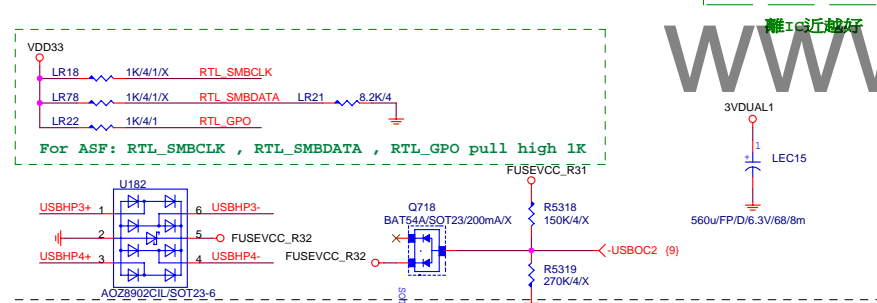 離IC近越好
WWW
VDD33
LR18 1K/4/1/X RTL_SMBCLK
LR78 1K/4/1/X RTL_SMBDATA LR21 8.2K/4
LR22 1K/4/1 RTL_GPO
For ASF: RTL_SMBCLK , RTL_SMBDATA , RTL_GPO pull high 1K
3VDUAL1
1
+
LEC15
560u/FP/D/6.3V/68/8m
U182
USBHP3+ 1 6 USBHP3-
2 5 FUSEVCC_R32
USBHP4+ 3 4 USBHP4-
AOZ8902CIL/SOT23-6
FUSEVCC_R31
Q718
BAT54A/SOT23/200mA/X
FUSEVCC_R32
R5318
150K/4/X
-USBOC2 {9}
R5319
270K/4/X